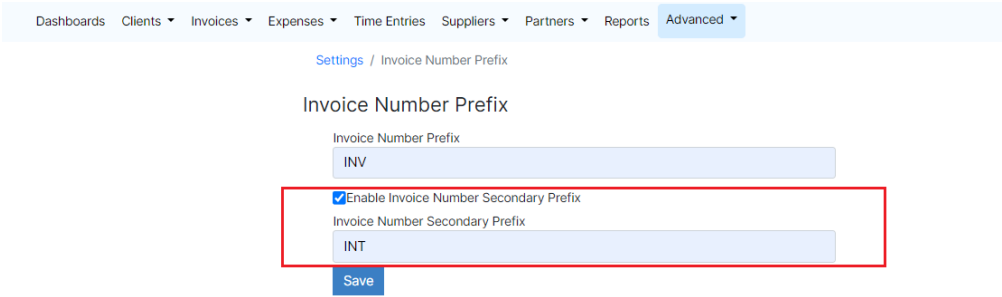 Dashboards Clients Invoices Expenses Time Entries Suppliers Partners Reports Advanced
Settings / Invoice Number Prefix
Invoice Number Prefix
Invoice Number Prefix
INV
Enable Invoice Number Secondary Prefix
Invoice Number Secondary Prefix
INT
Save